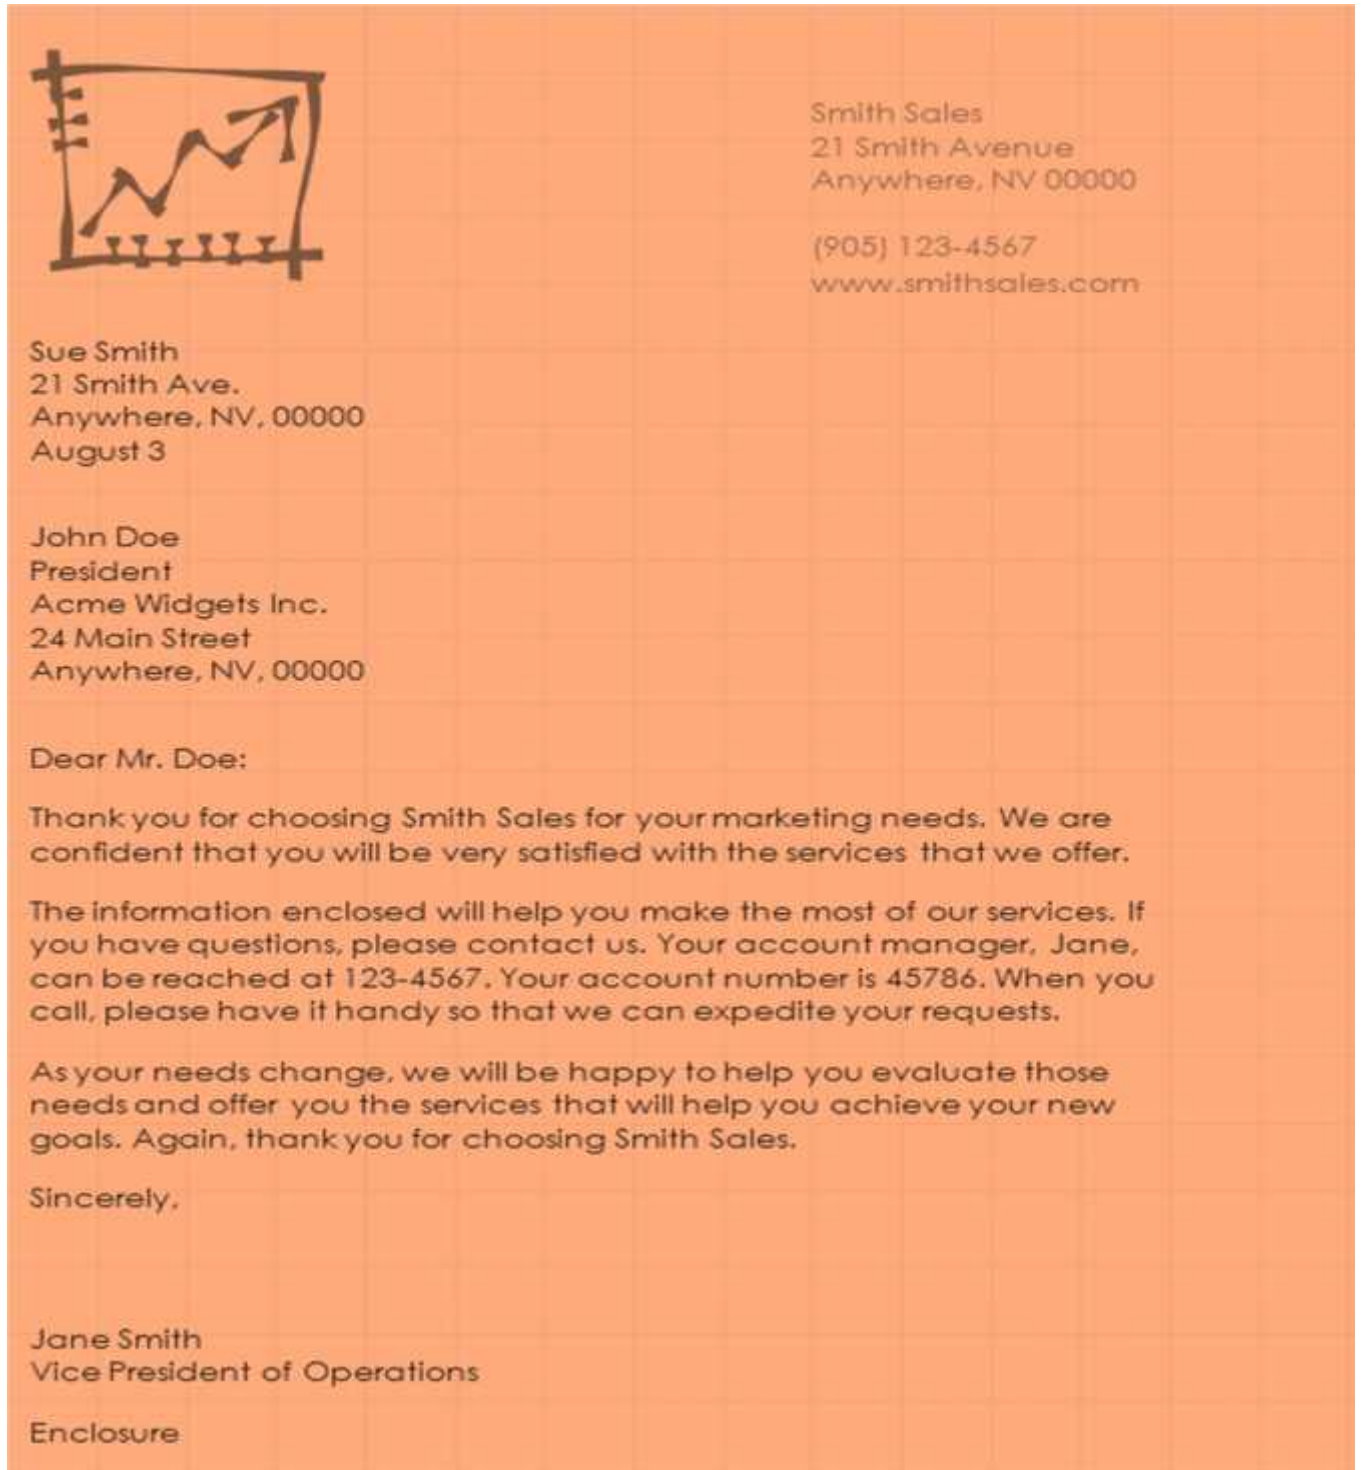 Smith Sales
21 Smith Avenue
Anywhere, NV 00000
(905) 123-4567
www.smithsales.com
Sue Smith
21 Smith Ave.
Anywhere, NV, 00000
August 3
John Doe
President
Acme Widgets Inc.
24 Main Street
Anywhere, NV, 00000
Dear Mr. Doe:
Thank you for choosing Smith Sales for your marketing needs. We are
confident that you will be very satisfied with the services that we offer.
The information enclosed will help you make the most of our services. If
you have questions, please contact us. Your account manager, Jane,
can be reached at 123-4567. Your account number is 45786. When you
call, please have it handy so that we can expedite your requests.
As your needs change, we will be happy to help you evaluate those
needs and offer you the services that will help you achieve your new
goals. Again, thank you for choosing Smith Sales.
Sincerely,
Jane Smith
Vice President of Operations
Enclosure